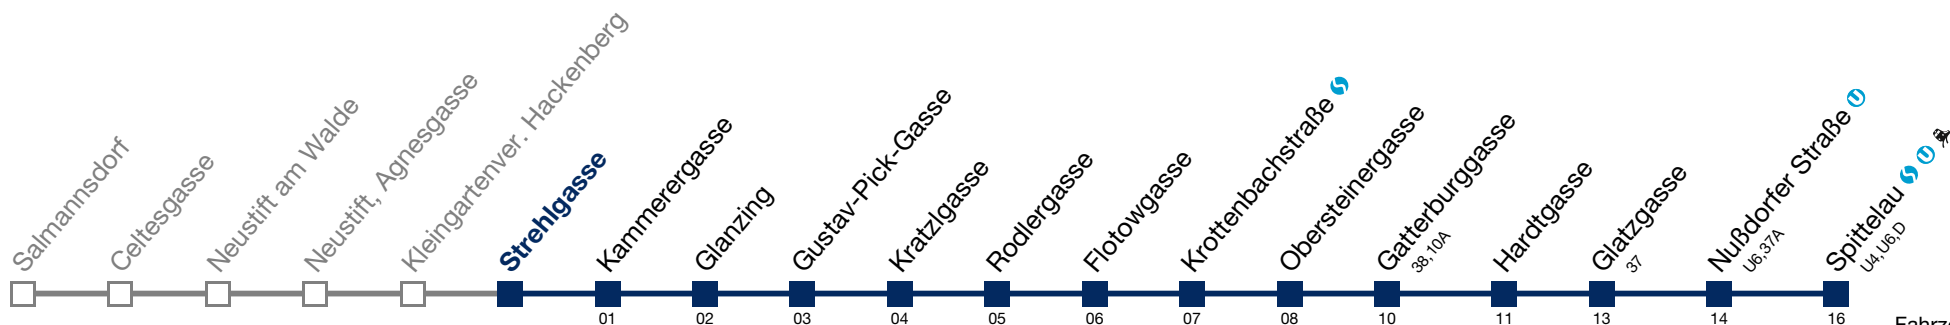 Salmannsdorf
Celtesgasse
Neustift am Walde
Neustift, Agnesgasse
Kleingartenver. Hackenberg
Strehlgasse
Kammerergasse
Glanzing
Gustav-Pick-Gasse
Kratzlgasse
Rodlergasse
Flotowgasse
Krottenbachstraße S
Obersteinergasse
Gatterburggasse
38, 10A
Hardtgasse
Glatzgasse
37
Nußdorfer Straße U
U6, 37A
Spittelau S U
U4, U6, D
01 02 03 04 05 06 07 08 10 11 13 14 16